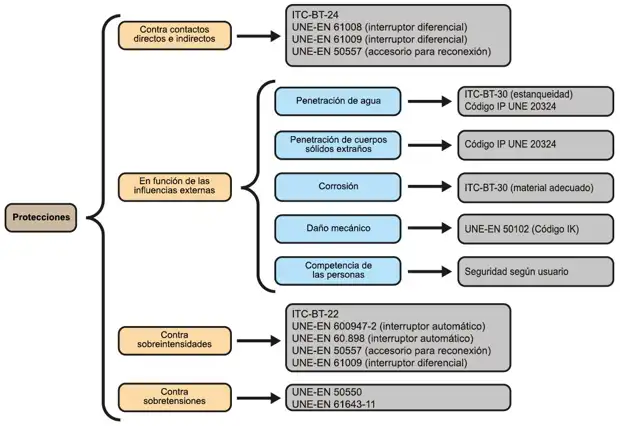 Protecciones
Contra contactos
directos e indirectos
ITC-BT-24
UNE-EN 61008 (interruptor diferencial)
UNE-EN 61009 (interruptor diferencial)
UNE-EN 50557 (accesorio para reconexión)
En función de las
influencias externas
Penetración de agua
ITC-BT-30 (estanqueidad)
Código IP UNE 20324
Penetración de cuerpos
sólidos extraños
Código IP UNE 20324
Corrosión
ITC-BT-30 (material adecuado)
Daño mecánico
UNE-EN 50102 (Código IK)
Competencia de
las personas
Seguridad según usuario
Contra
sobreintensidades
ITC-BT-22
UNE-EN 600947-2 (interruptor automático)
UNE-EN 60.898 (interruptor automático)
UNE-EN 50557 (accesorio para reconexión)
UNE-EN 61009 (interruptor diferencial)
Contra
sobretensiones
UNE-EN 50550
UNE-EN 61643-11